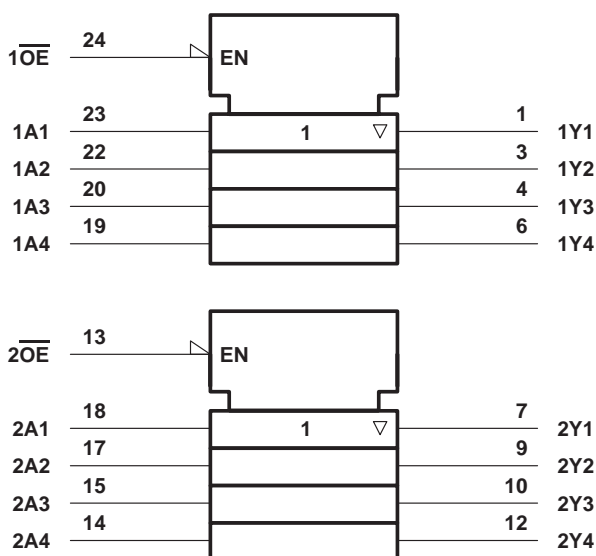 1OE 24 EN
1A1 23 1 ▽ 1 1Y1
1A2 22 3 1Y2
1A3 20 4 1Y3
1A4 19 6 1Y4
2OE 13 EN
2A1 18 1 ▽ 7 2Y1
2A2 17 9 2Y2
2A3 15 10 2Y3
2A4 14 12 2Y4